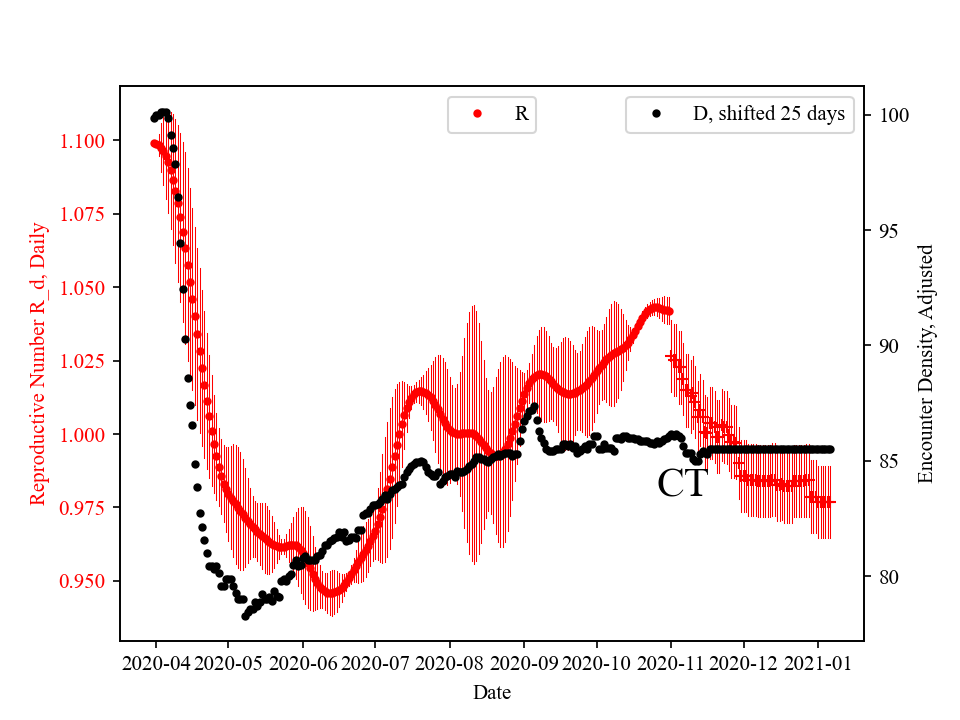 R
D, shifted 25 days
Reproductive Number R_d, Daily
1.100
1.075
1.050
1.025
1.000
0.975
0.950
100
95
90
85
80
Encounter Density, Adjusted
CT
2020-04 2020-05 2020-06 2020-07 2020-08 2020-09 2020-10 2020-11 2020-12 2021-01
Date